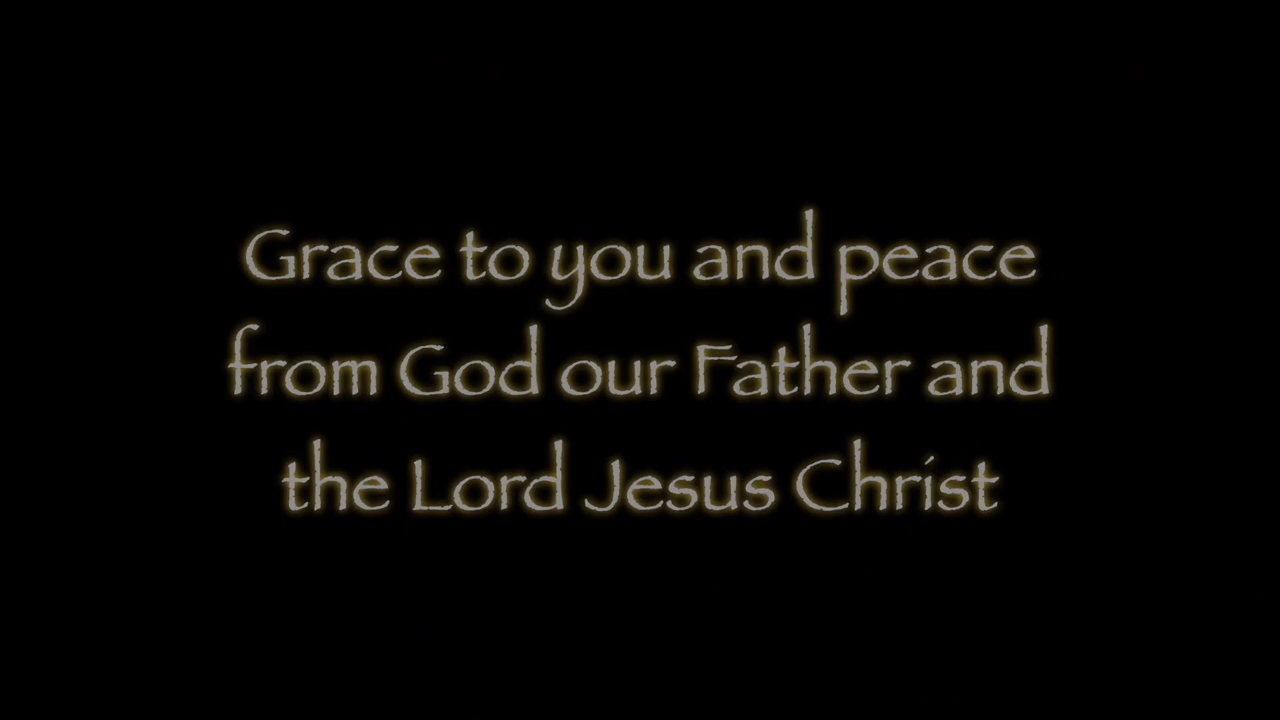 Grace to you and peace
from God our Father and
the Lord Jesus Christ